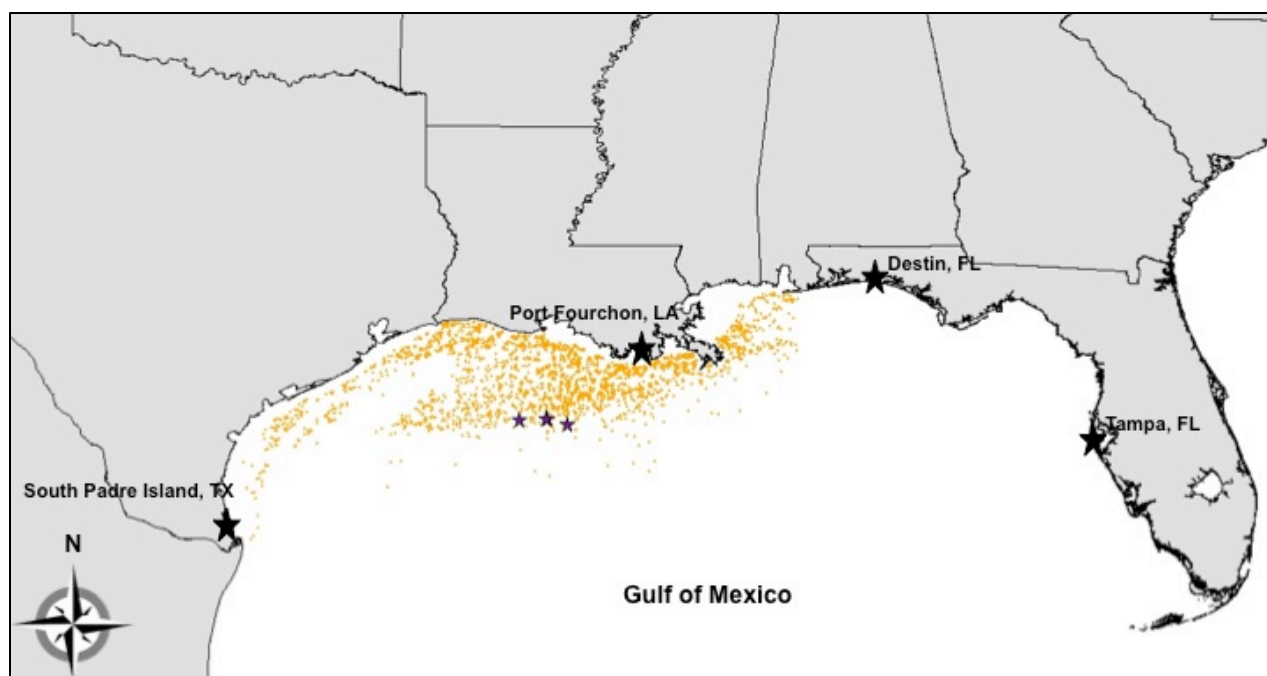 Destin, FL
Port Fourchon, LA
Tampa, FL
South Padre Island, TX
N
Gulf of Mexico